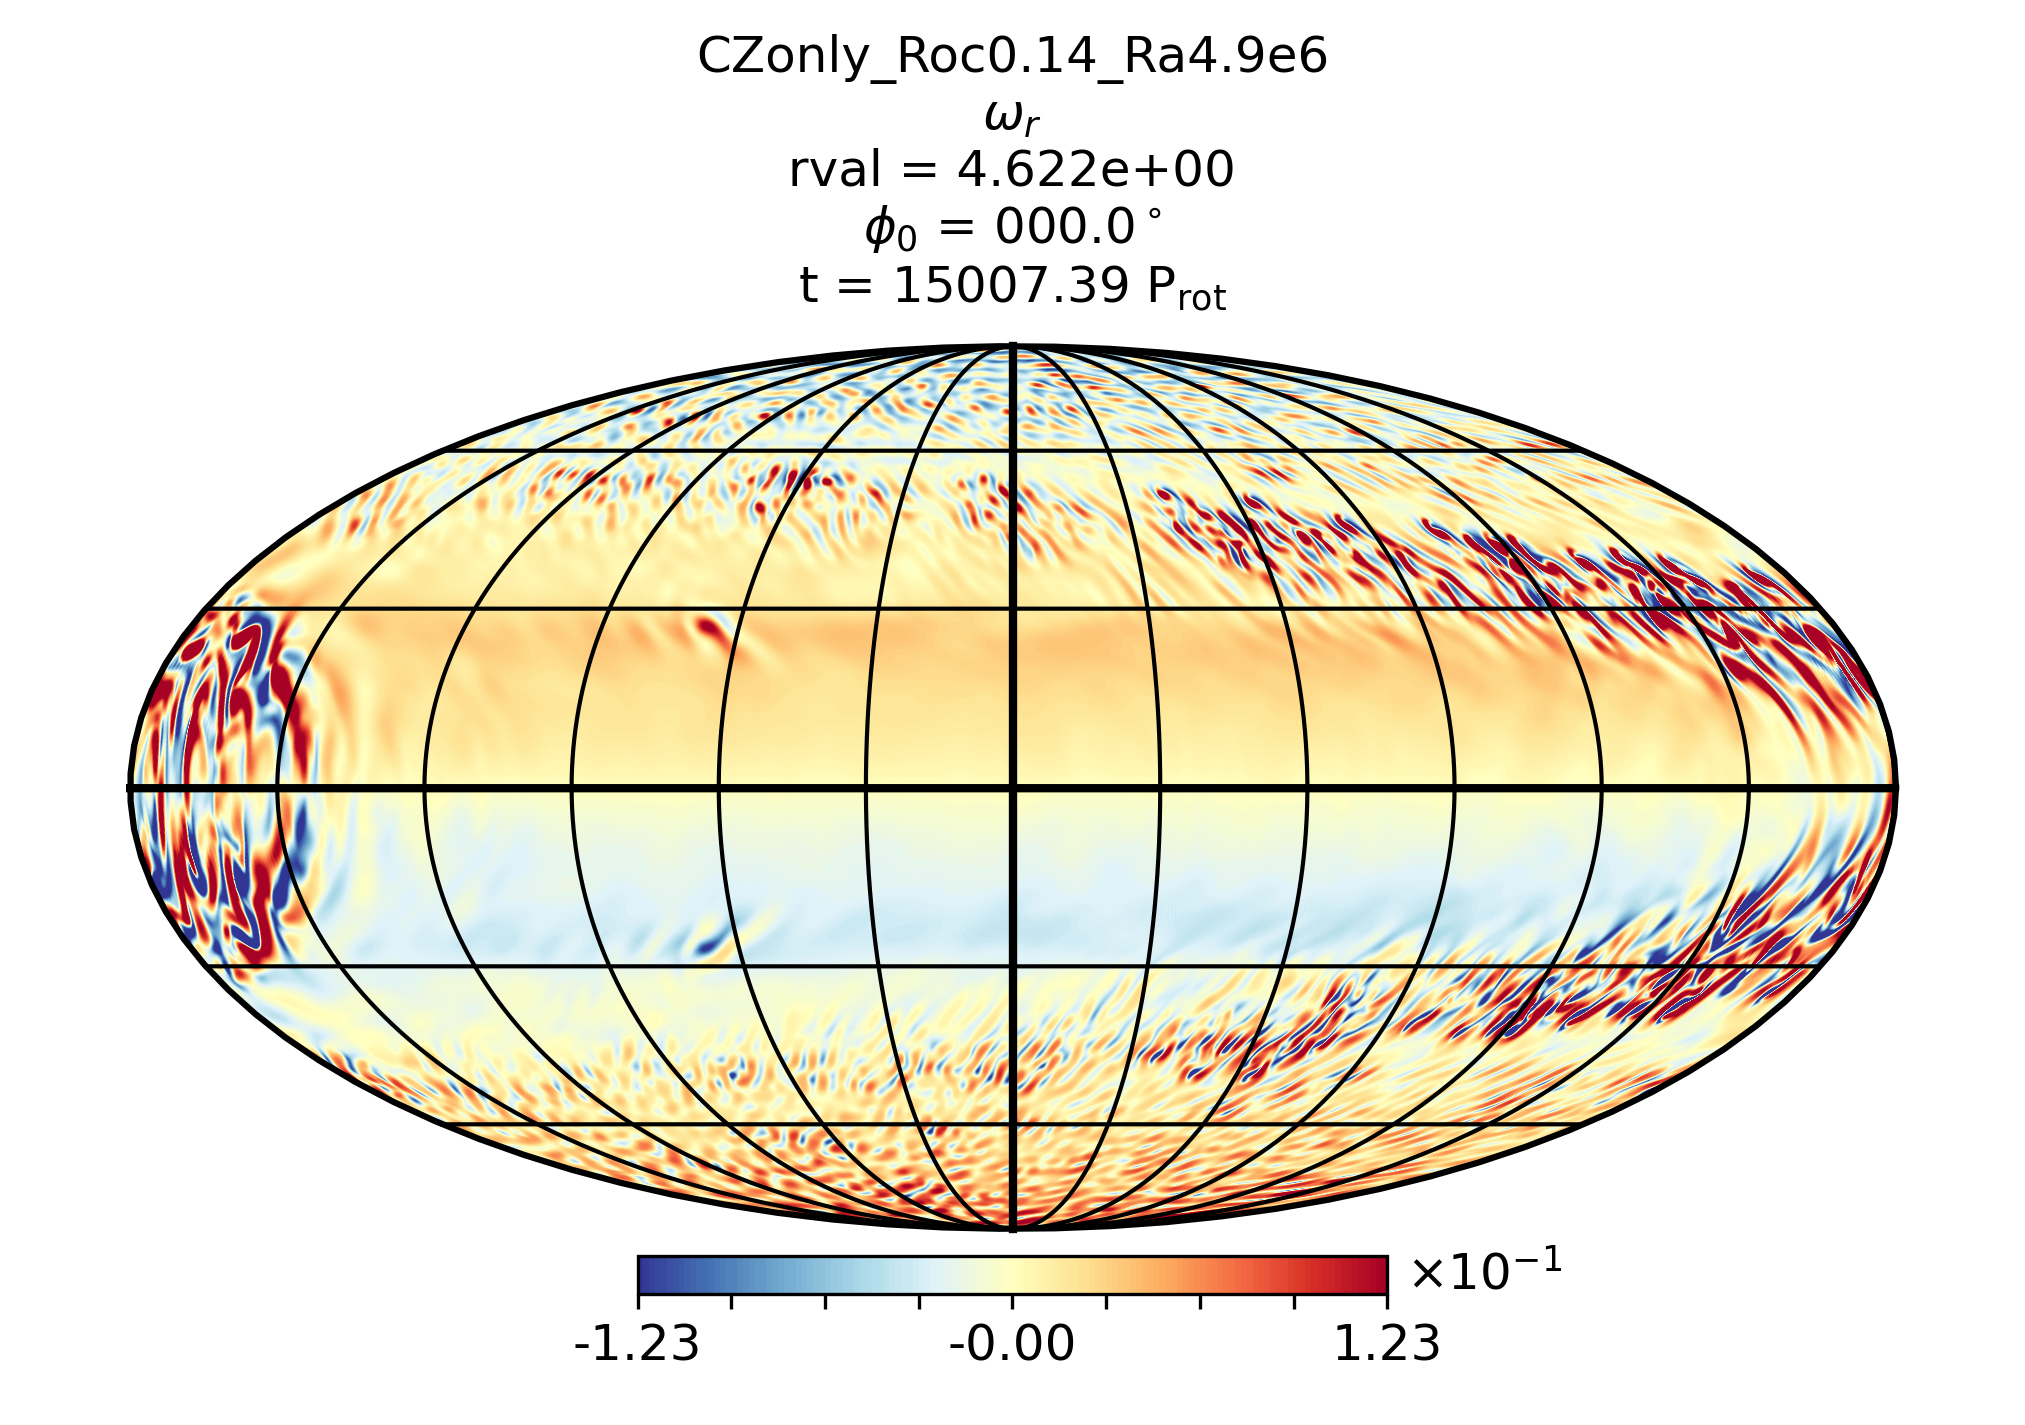 CZonly_Roc0.14_Ra4.9e6
ω_r
rval = 4.622e+00
ϕ_0 = 000.0°
t = 15007.39 P_rot
×10^−1
-1.23 -0.00 1.23